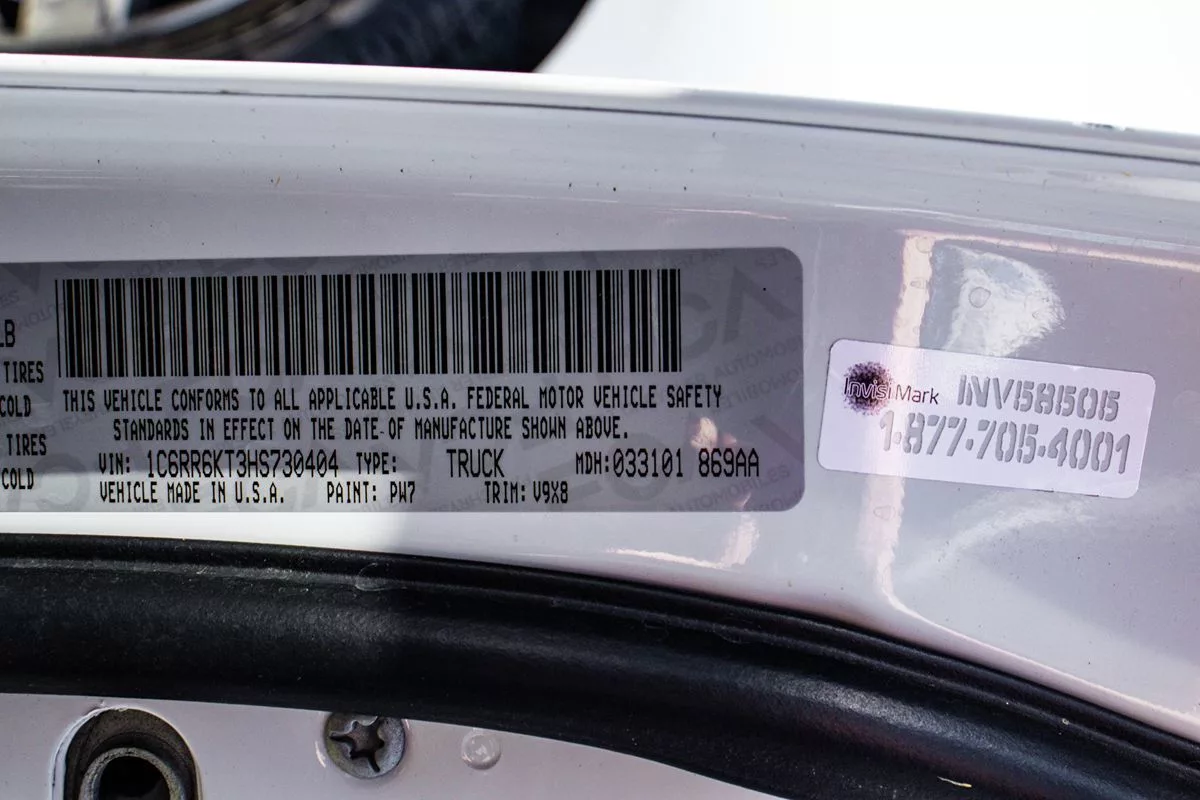 LB
TIRES
COLD
TIRES
COLD
THIS VEHICLE CONFORMS TO ALL APPLICABLE U.S.A. FEDERAL MOTOR VEHICLE SAFETY
STANDARDS IN EFFECT ON THE DATE OF MANUFACTURE SHOWN ABOVE.
VIN: 1C6RR6KT3HS730404 TYPE: TRUCK MDH: 033101 869AA
VEHICLE MADE IN U.S.A. PAINT: PW7 TRIM: V9X8
InvisiMark INV58505
1-877-705-4001